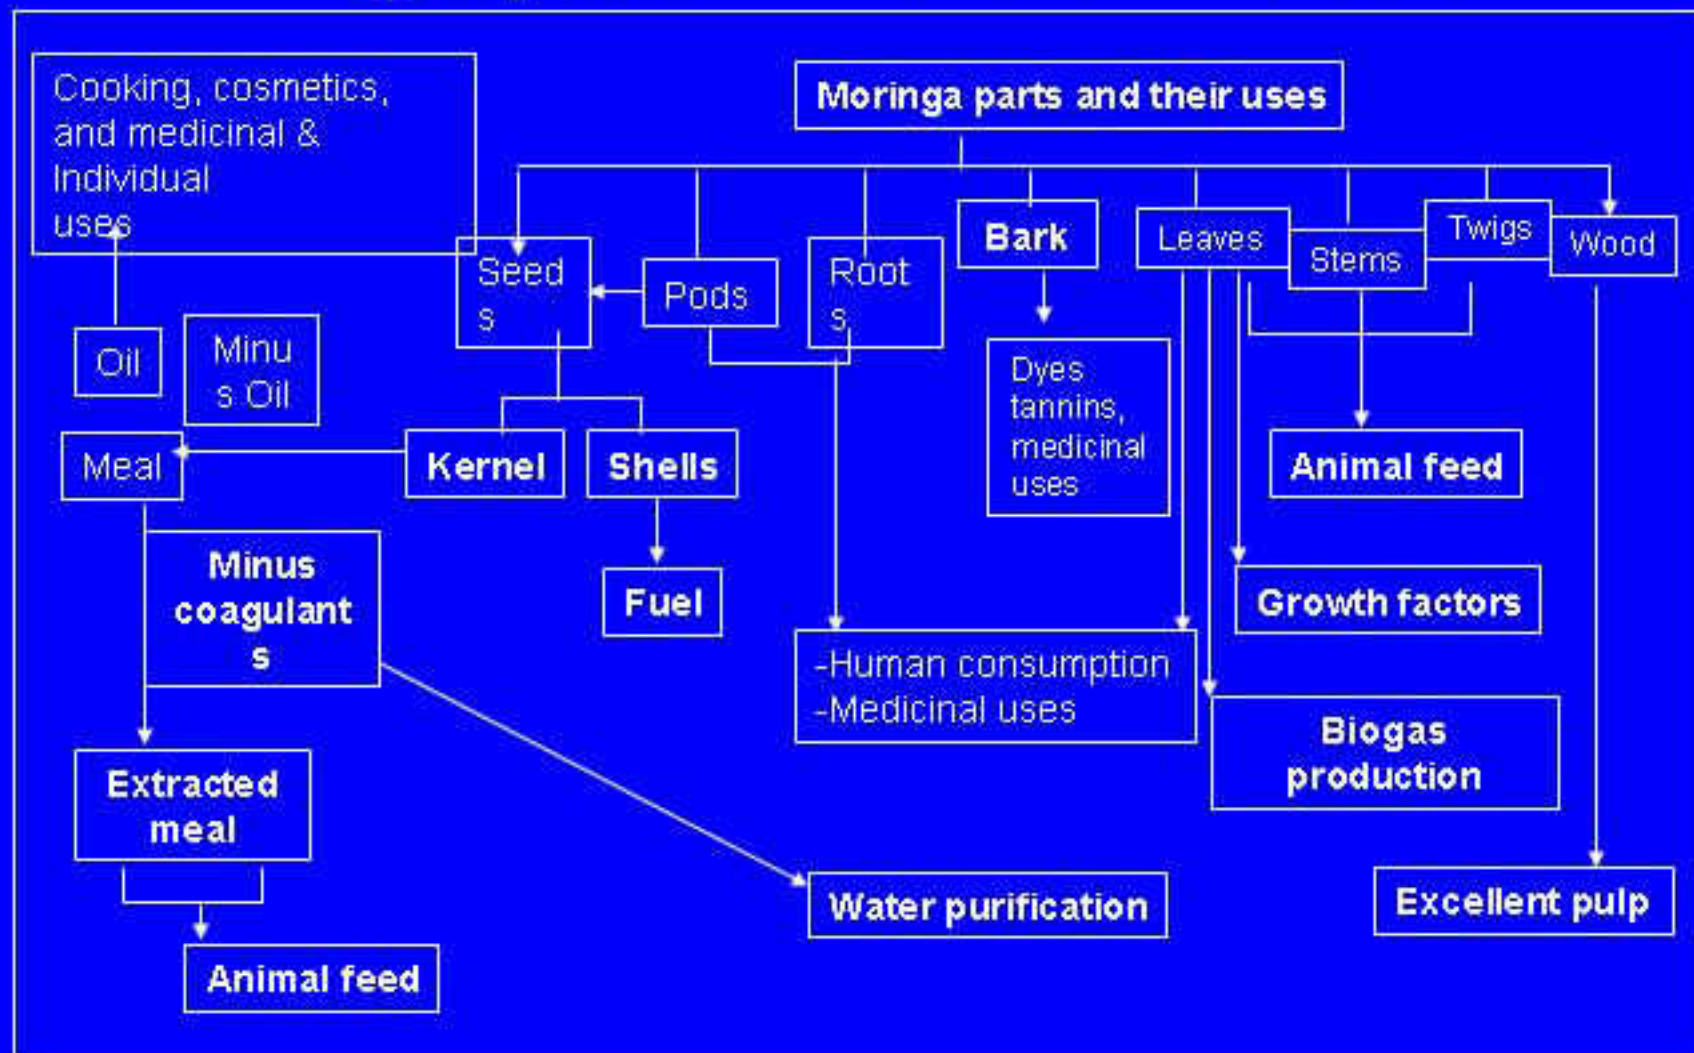 Moringa parts and their uses
Cooking, cosmetics,
and medicinal &
Individual
uses
Seed
s
Pods
Root
s
Bark
Leaves
Stems
Twigs
Wood
Oil
Minu
s Oil
Meal
Kernel
Shells
Dyes
tannins,
medicinal
uses
Animal feed
Minus
coagulant
s
Fuel
Growth factors
-Human consumption
-Medicinal uses
Biogas
production
Extracted
meal
Water purification
Excellent pulp
Animal feed